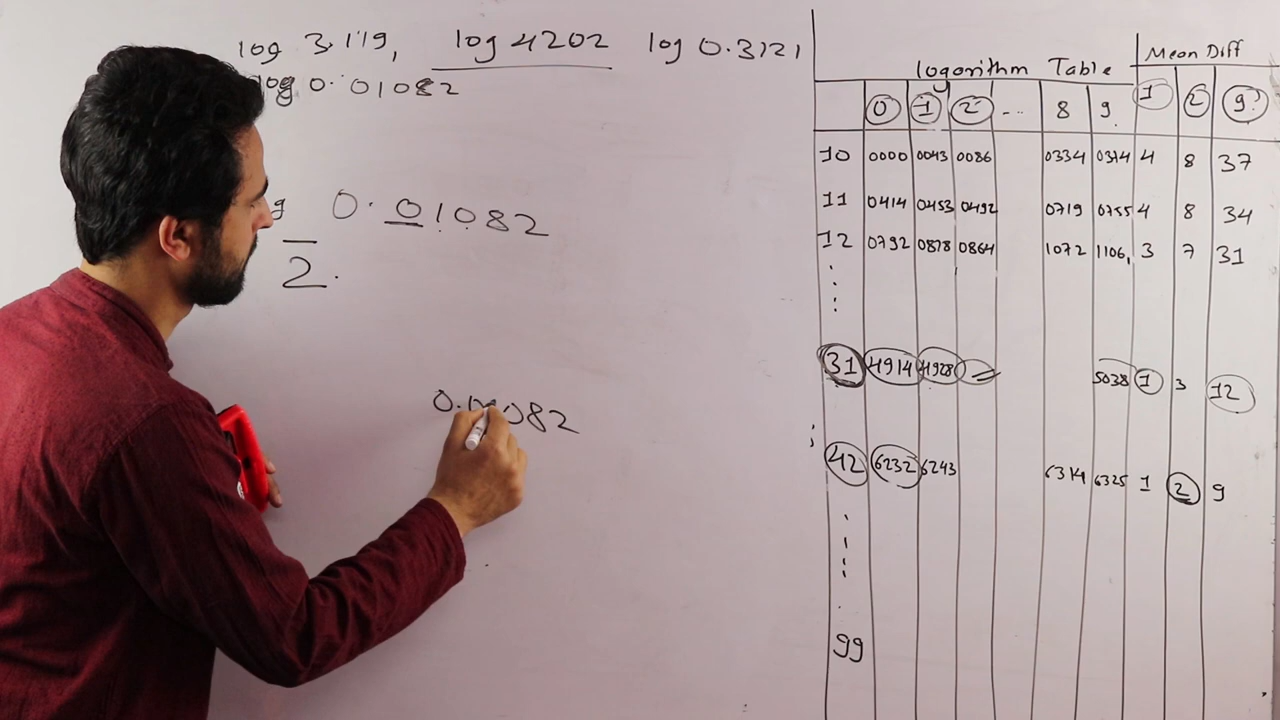 log 3.119, log 4202 log 0.3121
log 0.01082
g 0.01082
2̅.
0.01082
Logorithm Table Mean Diff
0 1 2 ... 8 9 1 2 9
10 0000 0043 0086 0334 0374 4 8 37
11 0414 0453 0492 0719 0755 4 8 34
12 0792 0878 0864 1072 1106 3 7 31
31 4914 4928 5038 1 3 12
42 6232 6243 6314 6325 1 2 9
99